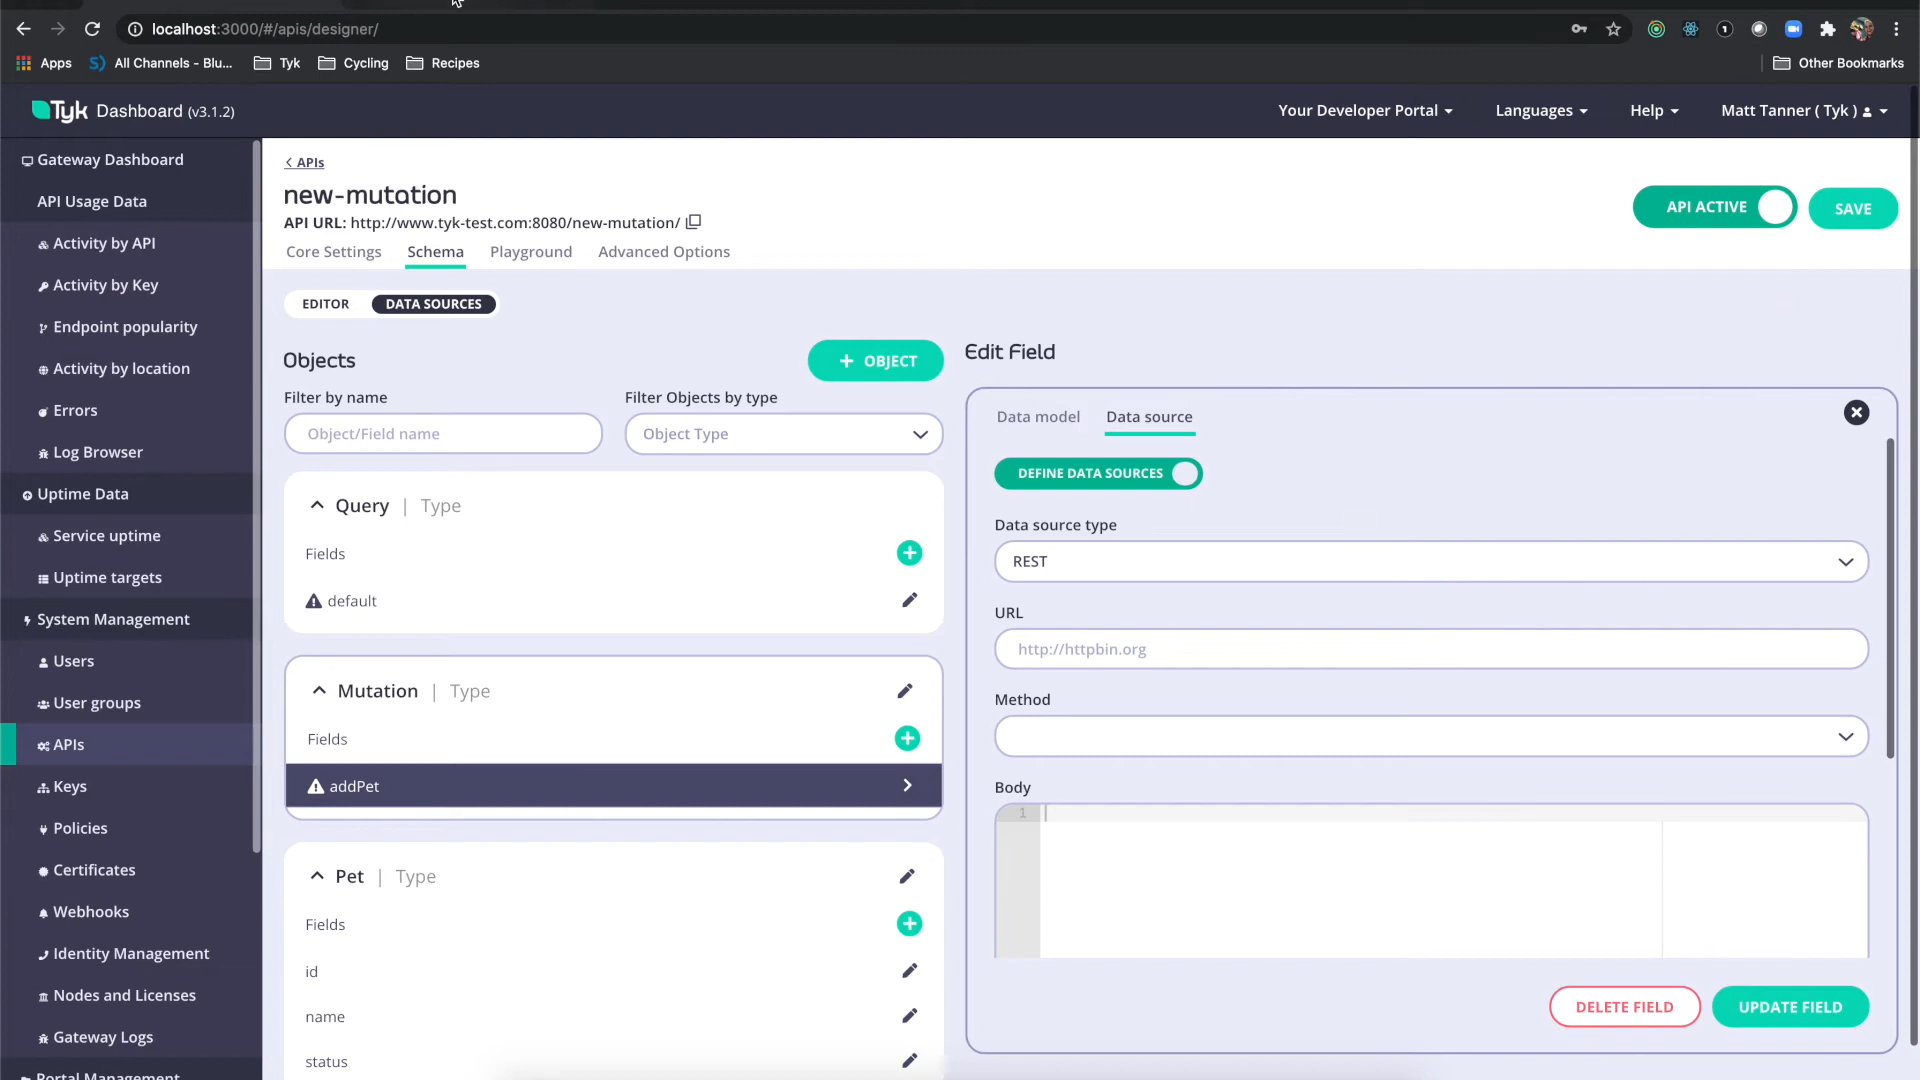 localhost:3000/#/apis/designer/
Apps
All Channels - Blu...
Tyk
Cycling
Recipes
Other Bookmarks
Tyk Dashboard (v3.1.2)
Your Developer Portal
Languages
Help
Matt Tanner ( Tyk )
Gateway Dashboard
API Usage Data
Activity by API
Activity by Key
Endpoint popularity
Activity by location
Errors
Log Browser
Uptime Data
Service uptime
Uptime targets
System Management
Users
User groups
APIs
Keys
Policies
Certificates
Webhooks
Identity Management
Nodes and Licenses
Gateway Logs
Portal Management
APIs
new-mutation
API URL: http://www.tyk-test.com:8080/new-mutation/
API ACTIVE
SAVE
Core Settings
Schema
Playground
Advanced Options
EDITOR
DATA SOURCES
Objects
+ OBJECT
Filter by name
Object/Field name
Filter Objects by type
Object Type
Query | Type
Fields
default
Mutation | Type
Fields
addPet
Pet | Type
Fields
id
name
status
Edit Field
Data model
Data source
DEFINE DATA SOURCES
Data source type
REST
URL
http://httpbin.org
Method
Body
1
DELETE FIELD
UPDATE FIELD